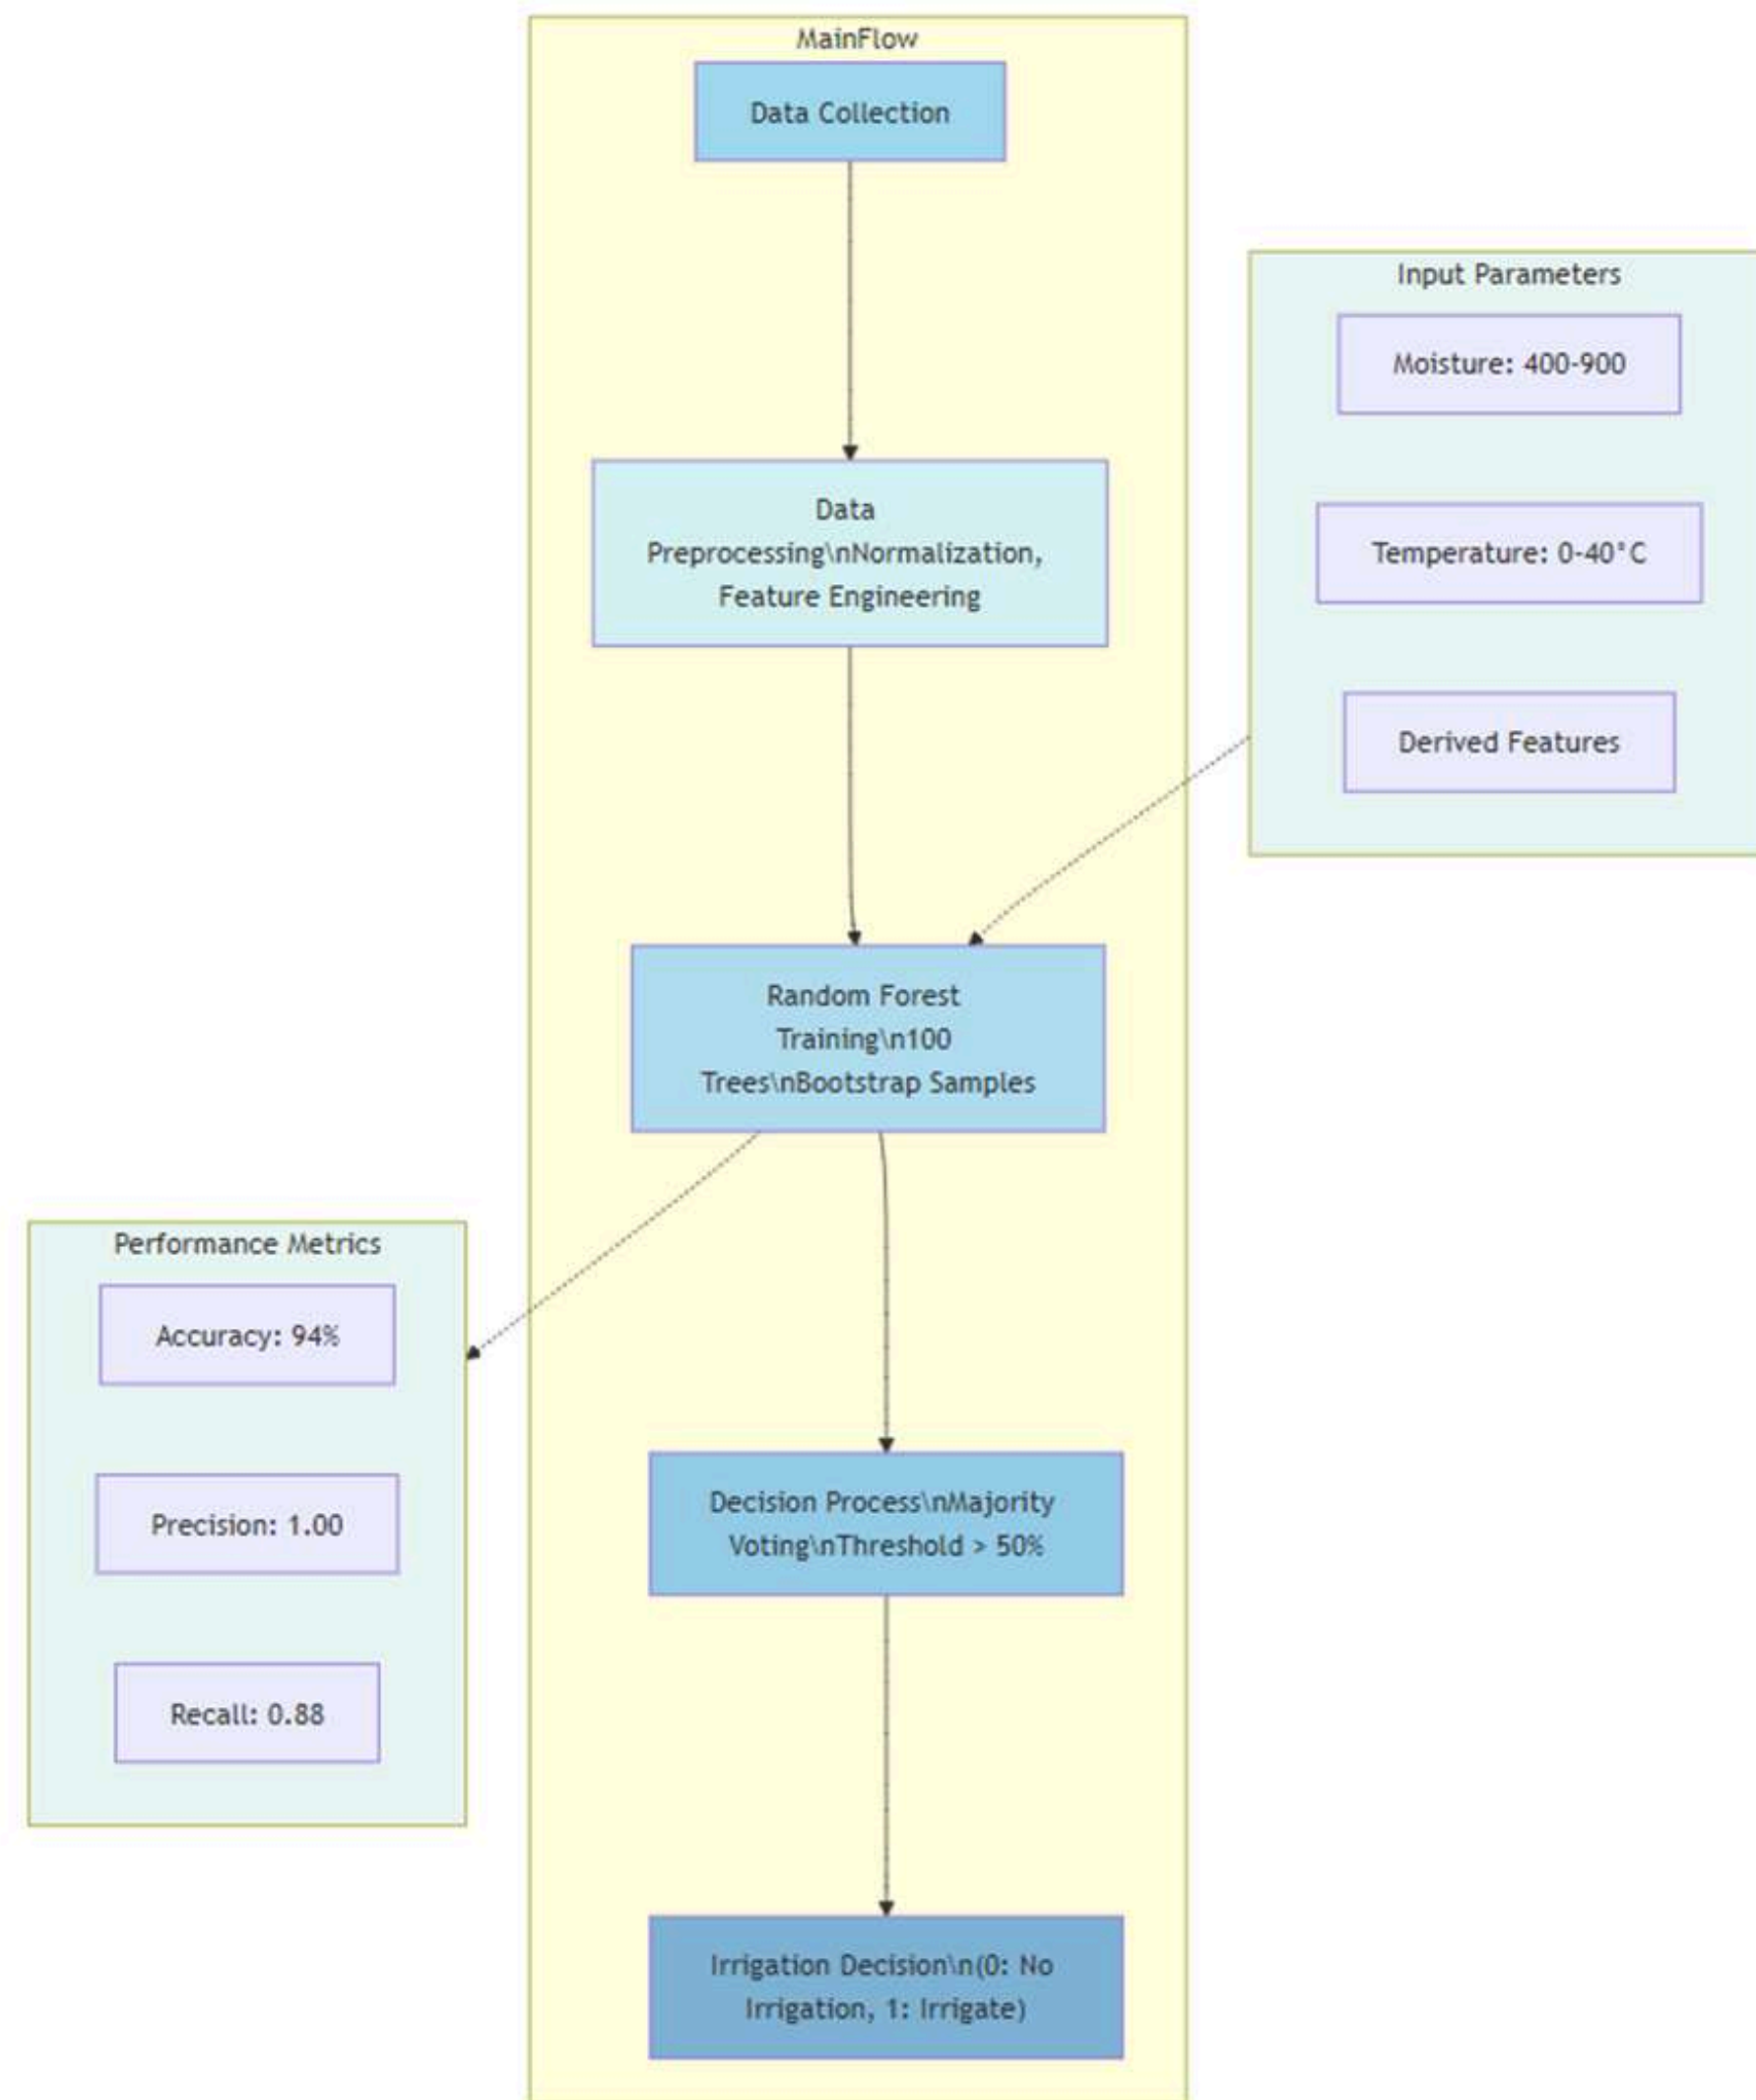 MainFlow
Data Collection
Input Parameters
Moisture: 400-900
Data
Preprocessing\nNormalization,
Feature Engineering
Temperature: 0-40°C
Derived Features
Random Forest
Training\n100
Trees\nBootstrap Samples
Performance Metrics
Accuracy: 94%
Precision: 1.00
Recall: 0.88
Decision Process\nMajority
Voting\nThreshold > 50%
Irrigation Decision\n(0: No
Irrigation, 1: Irrigate)